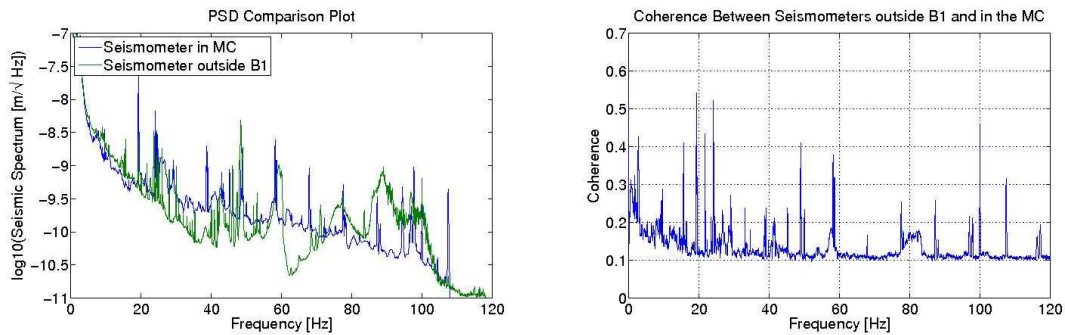 PSD Comparison Plot
log10(Seismic Spectrum [m/√ Hz]
-7
-7.5
-8
-8.5
-9
-9.5
-10
-10.5
-11
Seismometer in MC
Seismometer outside B1
0 20 40 60 80 100 120
Frequency [Hz]
Coherence Between Seismometers outside B1 and in the MC
Coherence
0.7
0.6
0.5
0.4
0.3
0.2
0.1
0
0 20 40 60 80 100 120
Frequency [Hz]